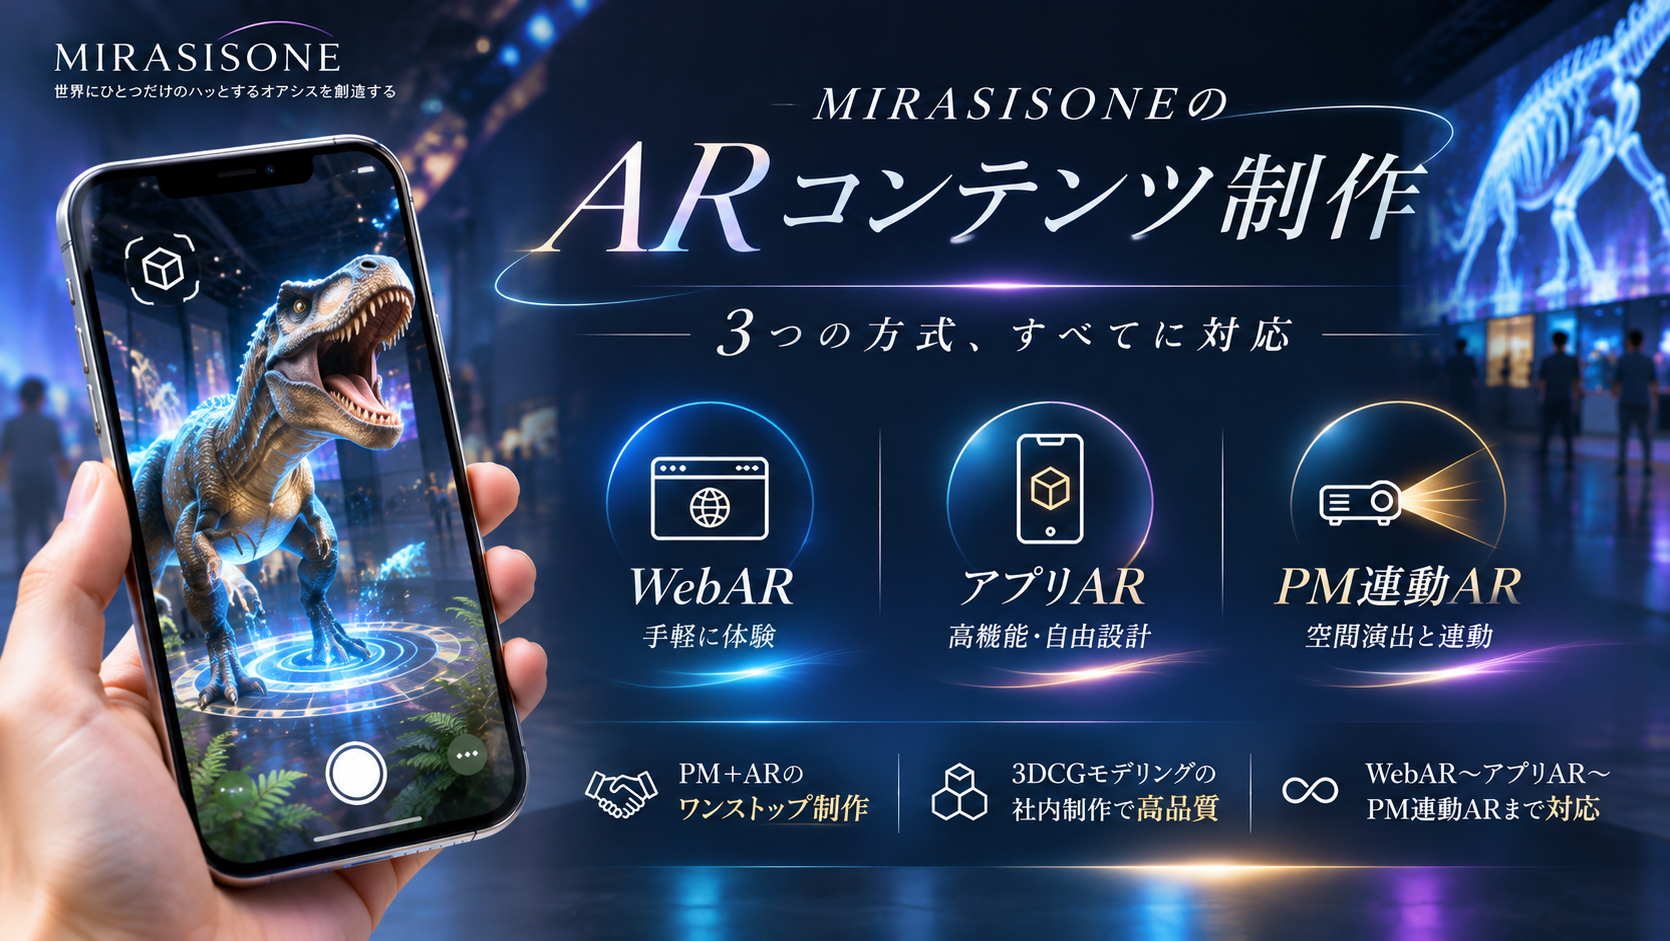 MIRASISONE
世界にひとつだけのハッとするオアシスを創造する
MIRASISONEの
ARコンテンツ制作
3つの方式、すべてに対応
WebAR
手軽に体験
アプリAR
高機能・自由設計
PM連動AR
空間演出と連動
PM+ARの
ワンストップ制作
3DCGモデリングの
社内制作で高品質
WebAR～アプリAR～
PM連動ARまで対応